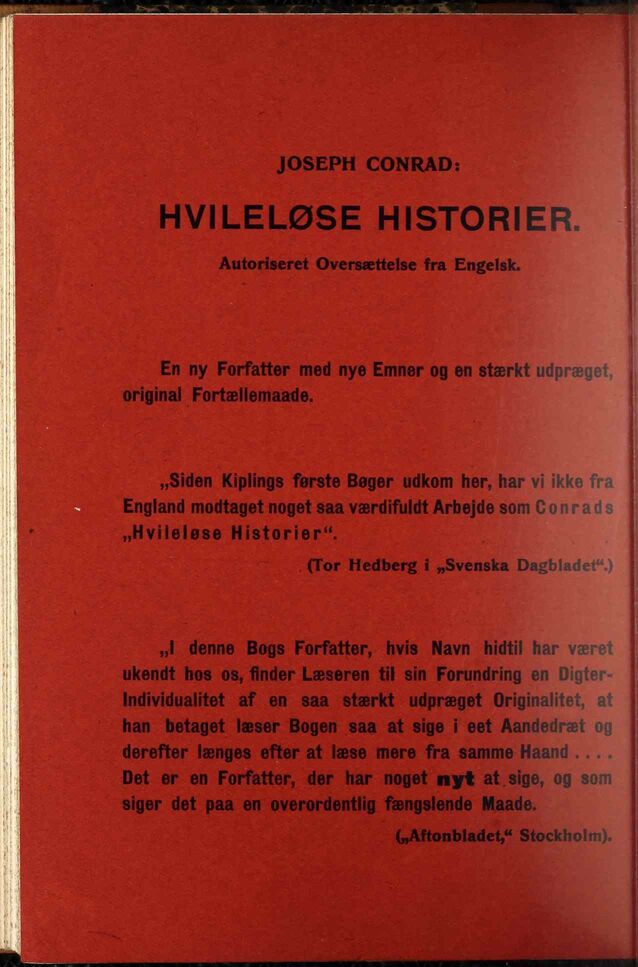 JOSEPH CONRAD:
HVILELØSE HISTORIER.
Autoriseret Oversættelse fra Engelsk.
En ny Forfatter med nye Emner og en stærkt udpræget,
original Fortællemaade.
„Siden Kiplings første Bøger udkom her, har vi ikke fra
England modtaget noget saa værdifuldt Arbejde som Conrads
„Hvileløse Historier“.
(Tor Hedberg i „Svenska Dagbladet“.)
„I denne Bogs Forfatter, hvis Navn hidtil har været
ukendt hos os, finder Læseren til sin Forundring en Digter-
Individualitet af en saa stærkt udpræget Originalitet, at
han betaget læser Bogen saa at sige i eet Aandedræt og
derefter længes efter at læse mere fra samme Haand ....
Det er en Forfatter, der har noget nyt at sige, og som
siger det paa en overordentlig fængslende Maade.
(„Aftonbladet,“ Stockholm).